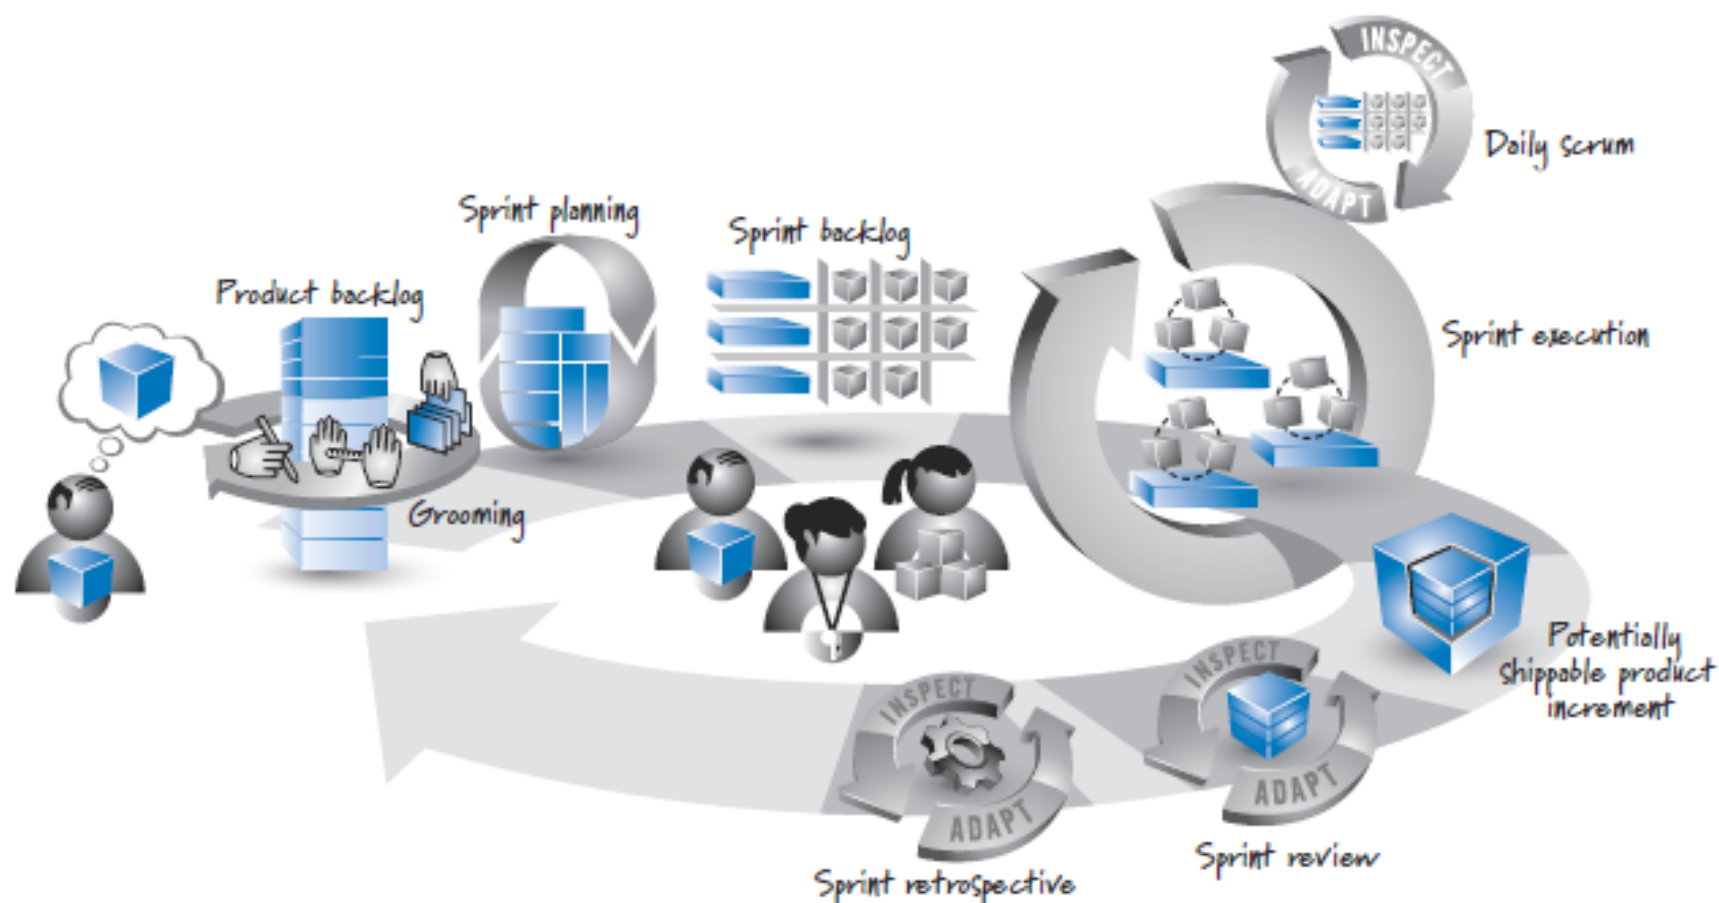 INSPECT
ADAPT
Daily scrum
Sprint planning
Sprint backlog
Product backlog
Sprint execution
Grooming
Potentially
shippable product
increment
INSPECT
ADAPT
Sprint review
INSPECT
ADAPT
Sprint retrospective